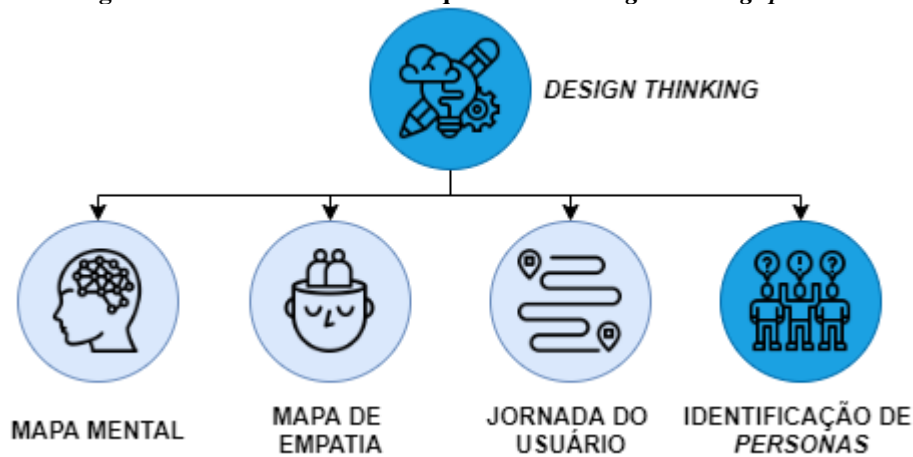 DESIGN THINKING
MAPA MENTAL
MAPA DE
EMPATIA
JORNADA DO
USUÁRIO
IDENTIFICAÇÃO DE
PERSONAS
? ! ?